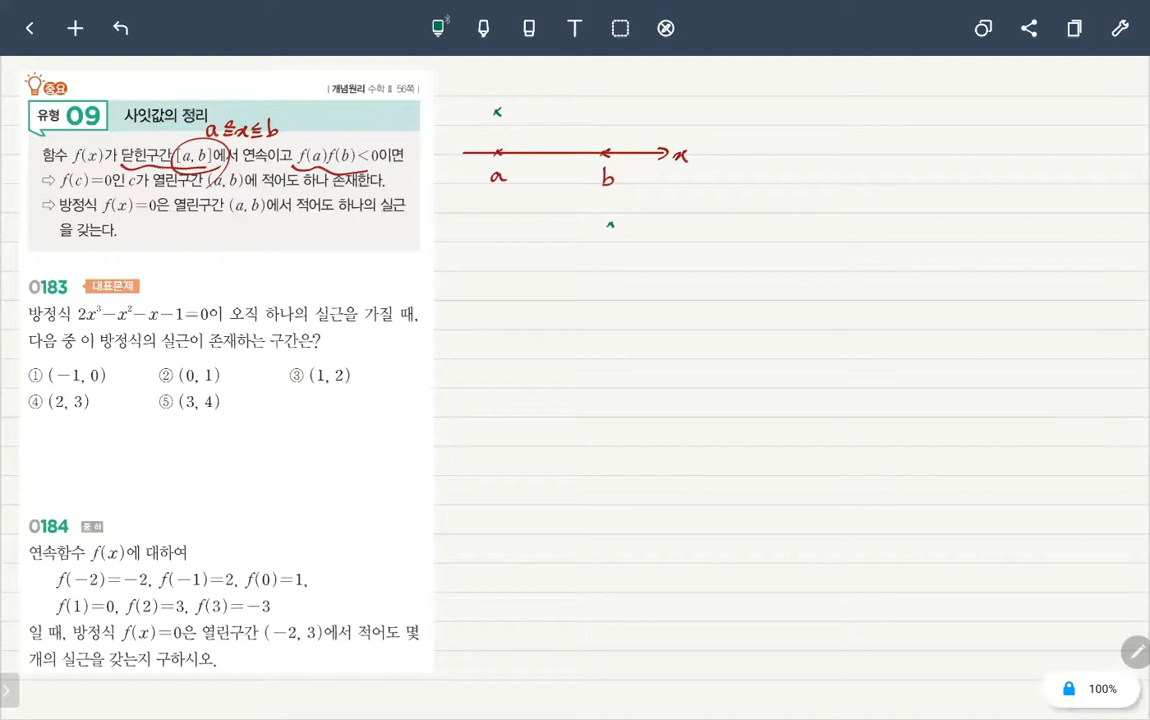 중요
| 개념원리 수학 Ⅱ 56쪽 |
유형 09 사잇값의 정리
a≦x≦b
함수 f(x)가 닫힌구간 [a, b]에서 연속이고 f(a)f(b)<0이면
⇨ f(c)=0인 c가 열린구간 (a, b)에 적어도 하나 존재한다.
⇨ 방정식 f(x)=0은 열린구간 (a, b)에서 적어도 하나의 실근
을 갖는다.
x
a b
0183 대표문제
방정식 2x³-x²-x-1=0이 오직 하나의 실근을 가질 때,
다음 중 이 방정식의 실근이 존재하는 구간은?
① (-1, 0) ② (0, 1) ③ (1, 2)
④ (2, 3) ⑤ (3, 4)
0184
연속함수 f(x)에 대하여
f(-2)=-2, f(-1)=2, f(0)=1,
f(1)=0, f(2)=3, f(3)=-3
일 때, 방정식 f(x)=0은 열린구간 (-2, 3)에서 적어도 몇
개의 실근을 갖는지 구하시오.
100%